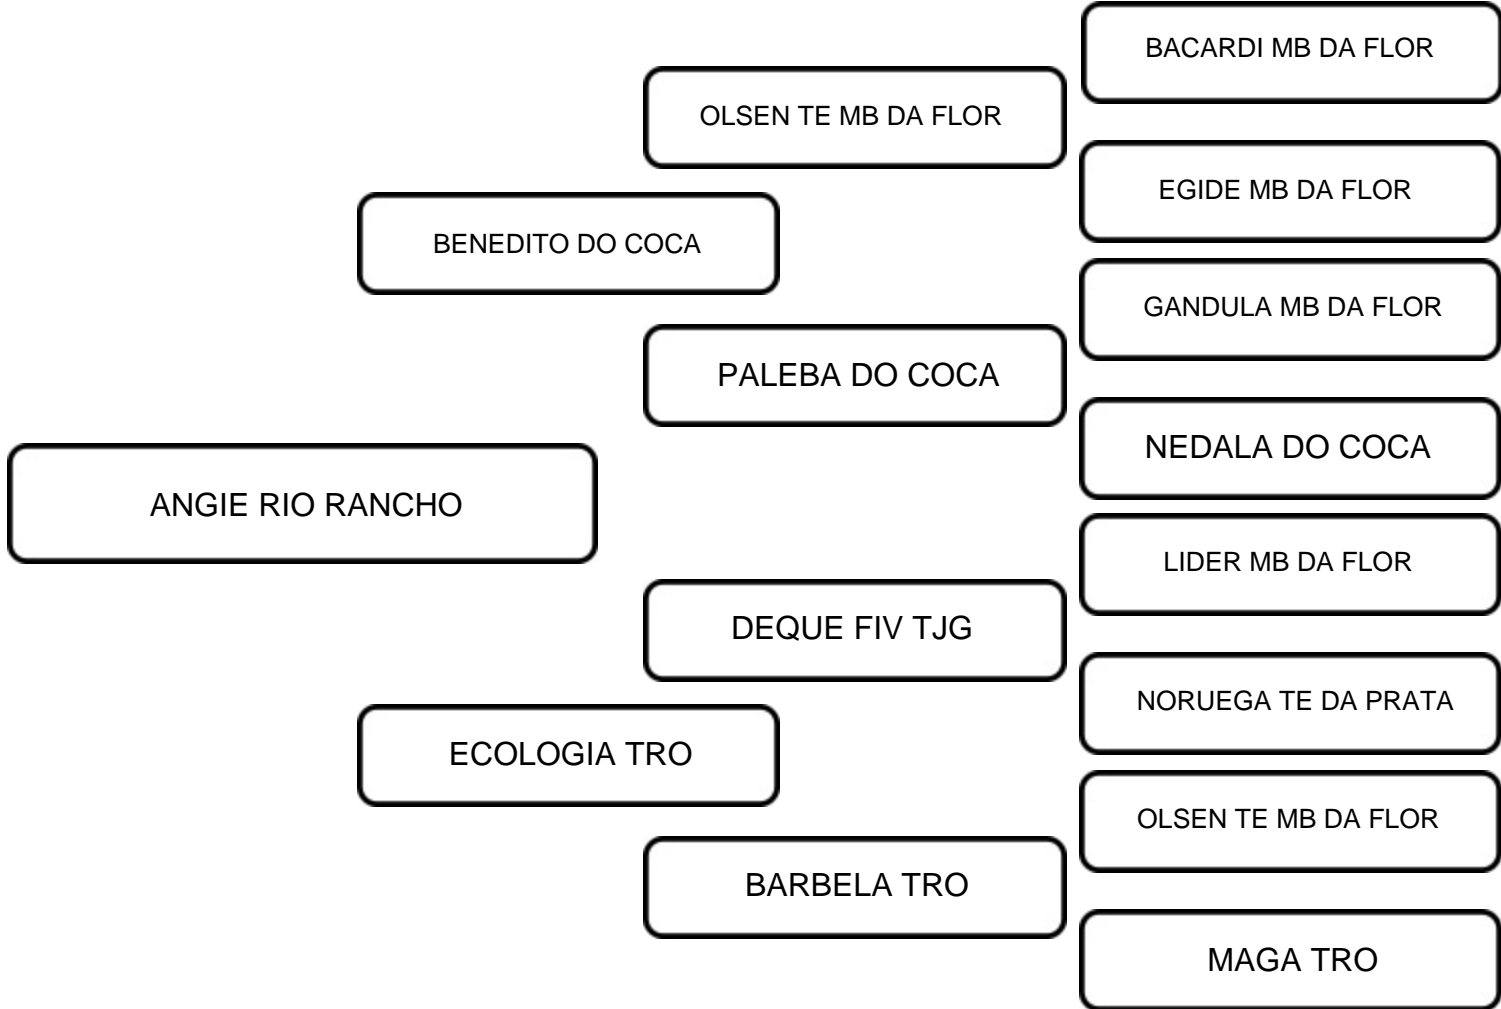 BACARDI MB DA FLOR
OLSEN TE MB DA FLOR
EGIDE MB DA FLOR
BENEDITO DO COCA
GANDULA MB DA FLOR
PALEBA DO COCA
NEDALA DO COCA
ANGIE RIO RANCHO
LIDER MB DA FLOR
DEQUE FIV TJG
NORUEGA TE DA PRATA
ECOLOGIA TRO
OLSEN TE MB DA FLOR
BARBELA TRO
MAGA TRO